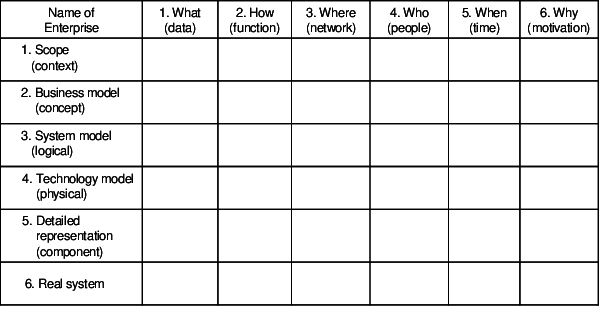 Name of 1. What 2. How 3. Where 4. Who 5. When 6. Why
Enterprise (data) (function) (network) (people) (time) (motivation)
1. Scope
(context)
2. Business model
(concept)
3. System model
(logical)
4. Technology model
(physical)
5. Detailed
representation
(component)
6. Real system